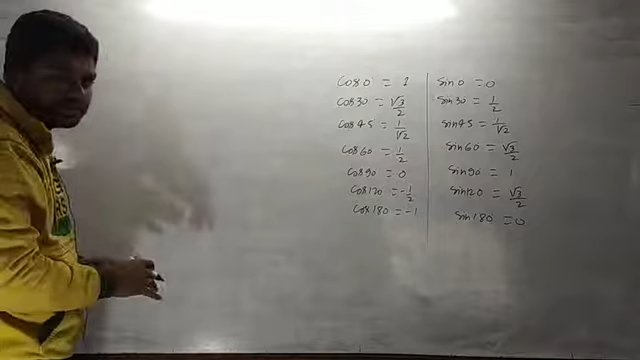 cos 0 = 1
cos 30 = √3/2
cos 45 = 1/√2
cos 60 = 1/2
cos 90 = 0
cos 120 = -1/2
cos 180 = -1
sin 0 = 0
sin 30 = 1/2
sin 45 = 1/√2
sin 60 = √3/2
sin 90 = 1
sin 120 = √3/2
sin 180 = 0